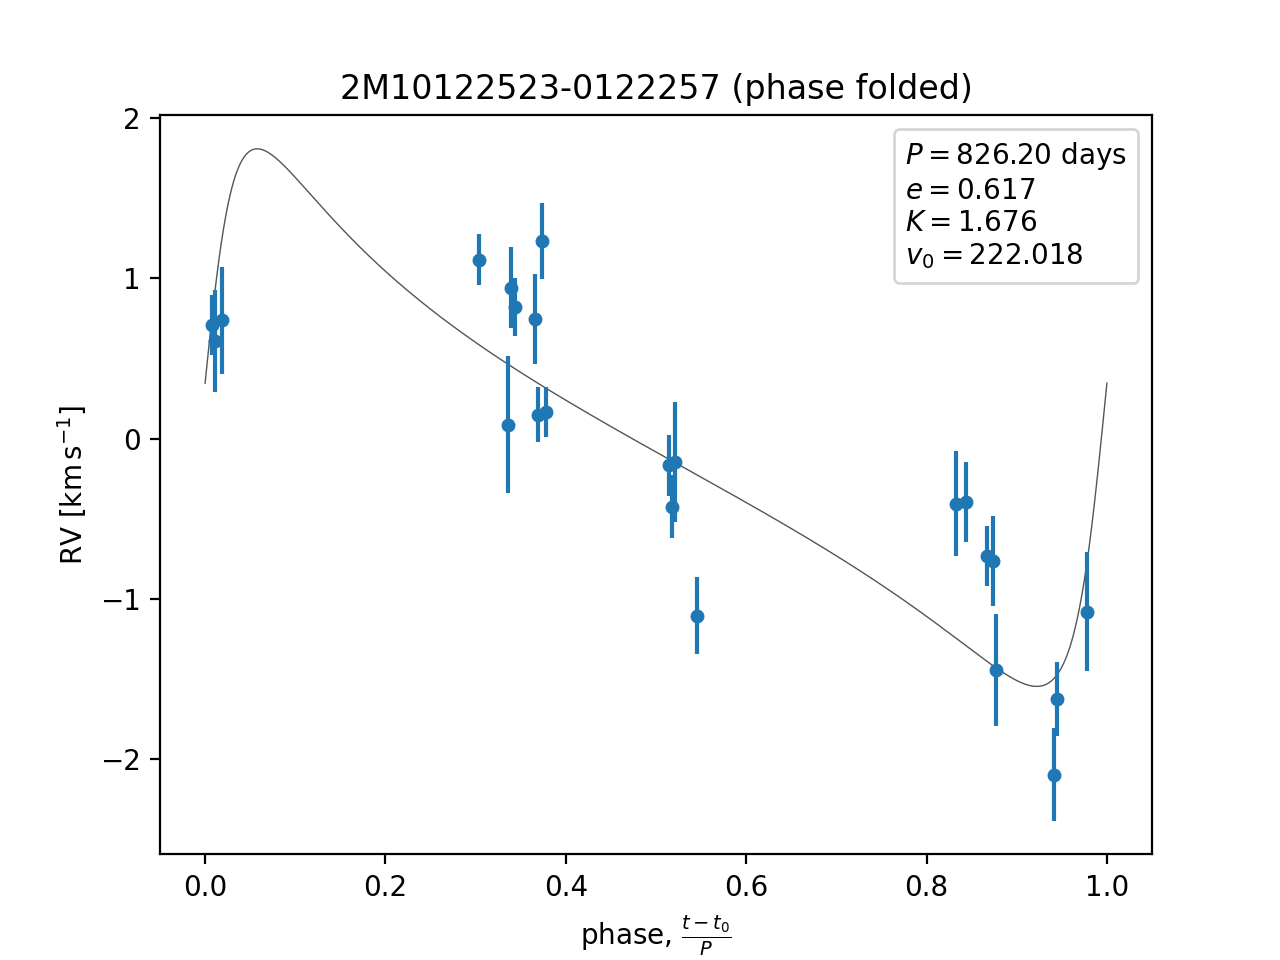 2M10122523-0122257 (phase folded)
P = 826.20 days
e = 0.617
K = 1.676
v₀ = 222.018
2
1
0
−1
−2
RV [km s⁻¹]
0.0 0.2 0.4 0.6 0.8 1.0
phase, (t − t₀)/P